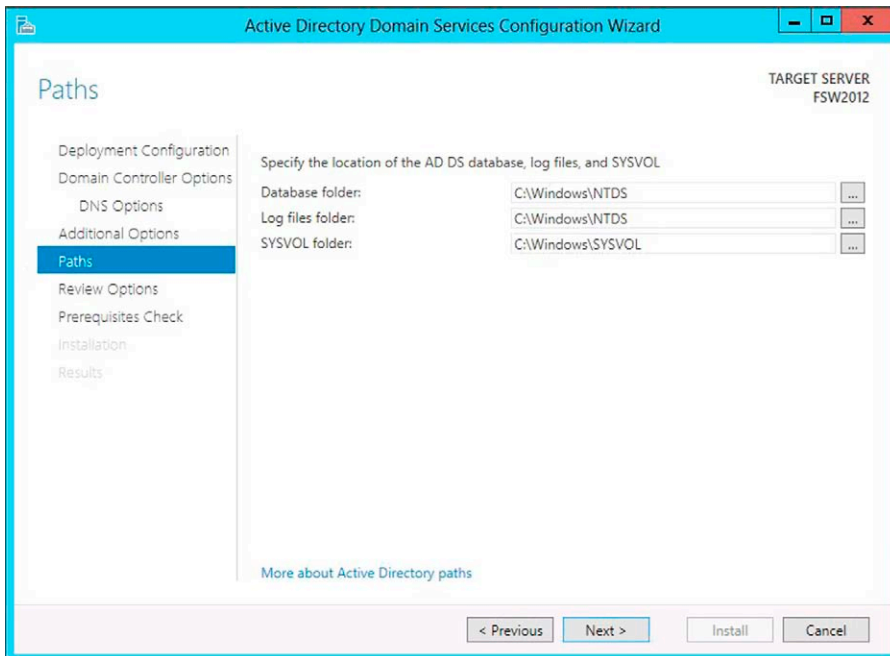 Active Directory Domain Services Configuration Wizard
Paths
TARGET SERVER
FSW2012
Deployment Configuration
Domain Controller Options
DNS Options
Additional Options
Paths
Review Options
Prerequisites Check
Installation
Results
Specify the location of the AD DS database, log files, and SYSVOL
Database folder: C:\Windows\NTDS ...
Log files folder: C:\Windows\NTDS ...
SYSVOL folder: C:\Windows\SYSVOL ...
More about Active Directory paths
< Previous Next > Install Cancel